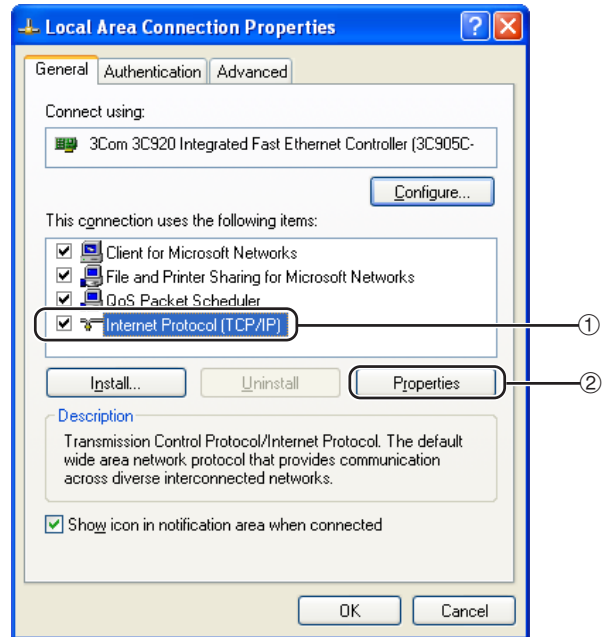 Local Area Connection Properties
General Authentication Advanced
Connect using:
3Com 3C920 Integrated Fast Ethernet Controller (3C905C-
Configure...
This connection uses the following items:
Client for Microsoft Networks
File and Printer Sharing for Microsoft Networks
QoS Packet Scheduler
Internet Protocol (TCP/IP)
①
Install... Uninstall Properties
②
Description
Transmission Control Protocol/Internet Protocol. The default
wide area network protocol that provides communication
across diverse interconnected networks.
Show icon in notification area when connected
OK Cancel